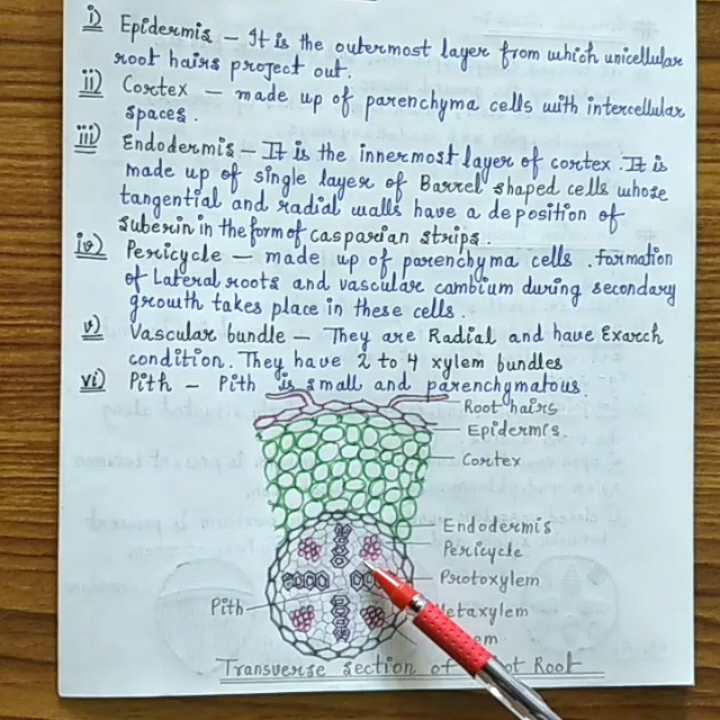 i) Epidermis – It is the outermost layer from which unicellular
root hairs project out.
ii) Cortex – made up of parenchyma cells with intercellular
spaces.
iii) Endodermis – It is the innermost layer of cortex. It is
made up of single layer of Barrel shaped cells whose
tangential and radial walls have a deposition of
suberin in the form of casparian strips.
iv) Pericycle – made up of parenchyma cells. formation
of Lateral roots and vascular cambium during secondary
growth takes place in these cells.
v) Vascular bundle – They are Radial and have Exarch
condition. They have 2 to 4 xylem bundles
vi) Pith – Pith is small and parenchymatous.
Root hairs
Epidermis.
Cortex
Endodermis
Pericycle
Protoxylem
Pith
Metaxylem
Transverse section of Root